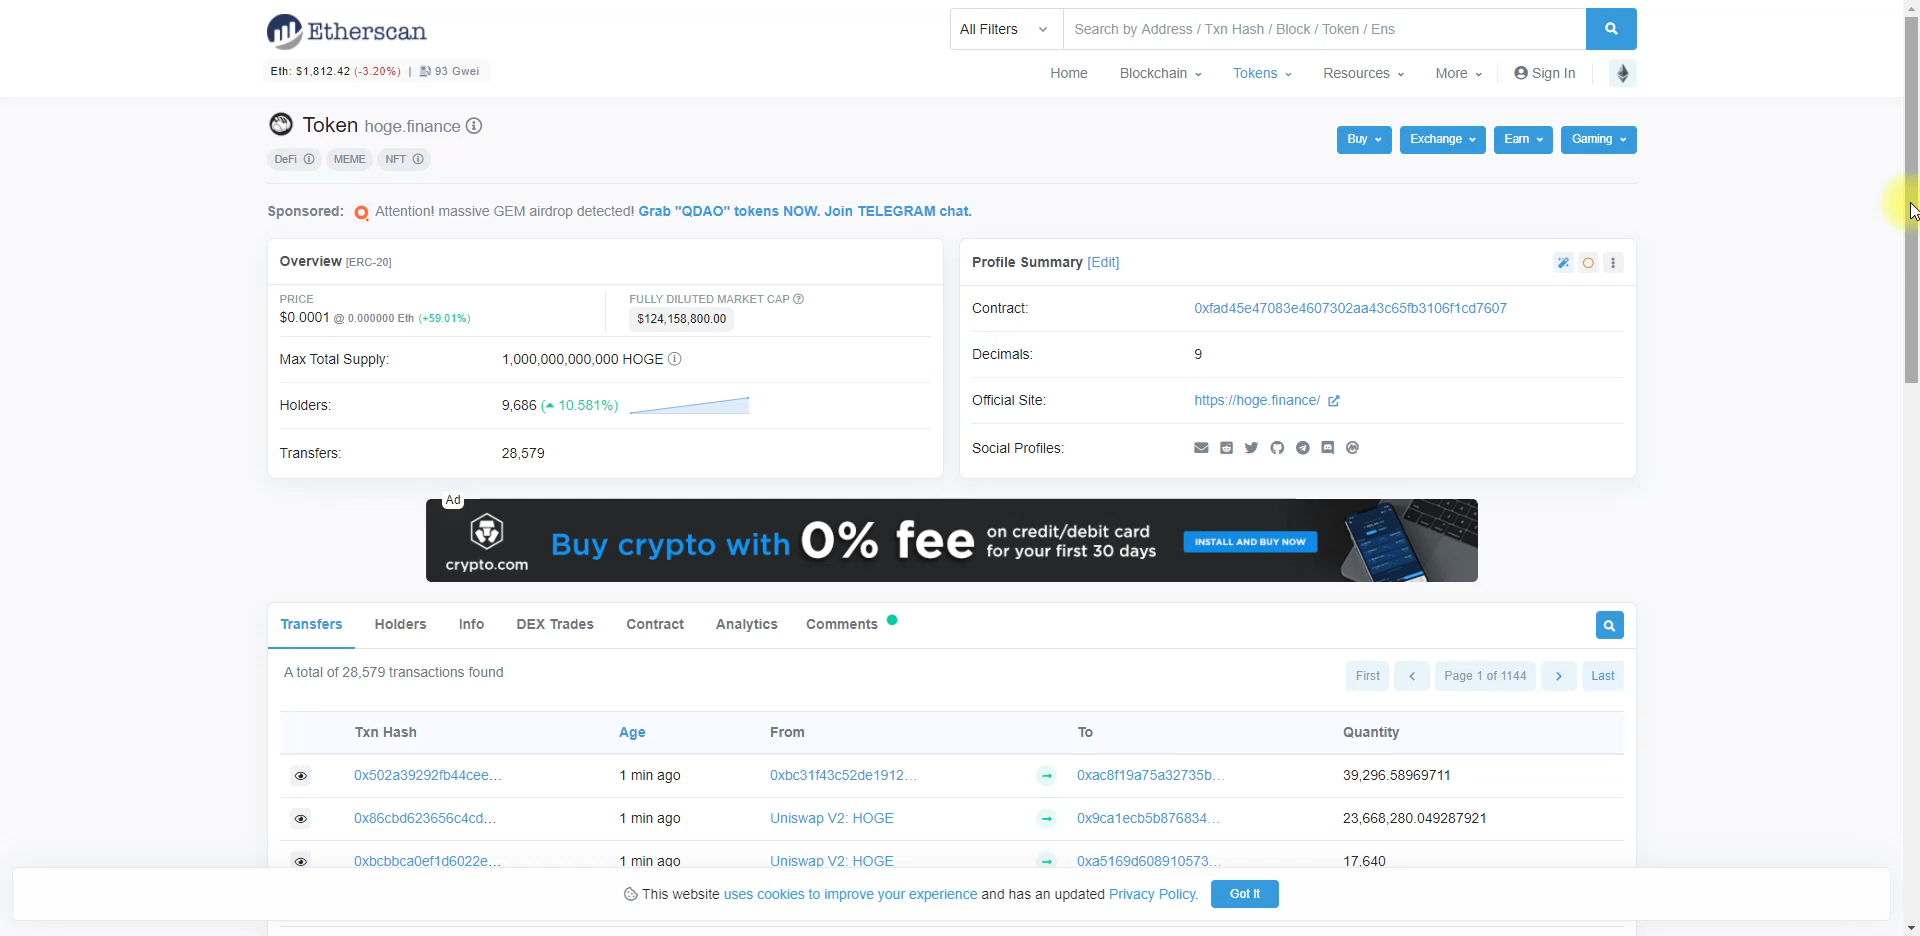 Etherscan
All Filters
Search by Address / Txn Hash / Block / Token / Ens
Eth: $1,812.42 (-3.20%) | 93 Gwei
Home Blockchain Tokens Resources More Sign In
Token hoge.finance
DeFi MEME NFT
Buy Exchange Earn Gaming
Sponsored: Attention! massive GEM airdrop detected! Grab "QDAO" tokens NOW. Join TELEGRAM chat.
Overview [ERC-20]
PRICE
$0.0001 @ 0.000000 Eth (+59.01%)
FULLY DILUTED MARKET CAP
$124,158,800.00
Max Total Supply: 1,000,000,000,000 HOGE
Holders: 9,686 (10.581%)
Transfers: 28,579
Profile Summary [Edit]
Contract: 0xfad45e47083e4607302aa43c65fb3106f1cd7607
Decimals: 9
Official Site: https://hoge.finance/
Social Profiles:
Ad
crypto.com
Buy crypto with 0% fee
on credit/debit card
for your first 30 days
INSTALL AND BUY NOW
Transfers Holders Info DEX Trades Contract Analytics Comments
A total of 28,579 transactions found
First Page 1 of 1144 Last
Txn Hash Age From To Quantity
0x502a39292fb44cee... 1 min ago 0xbc31f43c52de1912... 0xac8f19a75a32735b... 39,296.58969711
0x86cbd623656c4cd... 1 min ago Uniswap V2: HOGE 0x9ca1ecb5b876834... 23,668,280.049287921
0xbcbbca0ef1d6022e... 1 min ago Uniswap V2: HOGE 0xa5169d608910573... 17,640
This website uses cookies to improve your experience and has an updated Privacy Policy. Got It